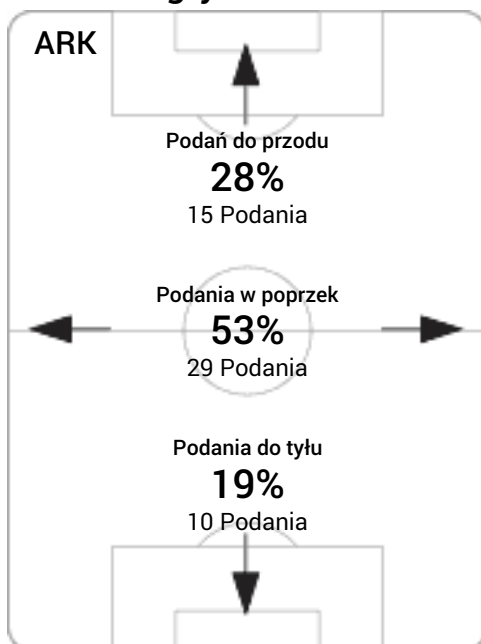 ARK
Podań do przodu
28%
15 Podania
Podania w poprzek
53%
29 Podania
Podania do tyłu
19%
10 Podania